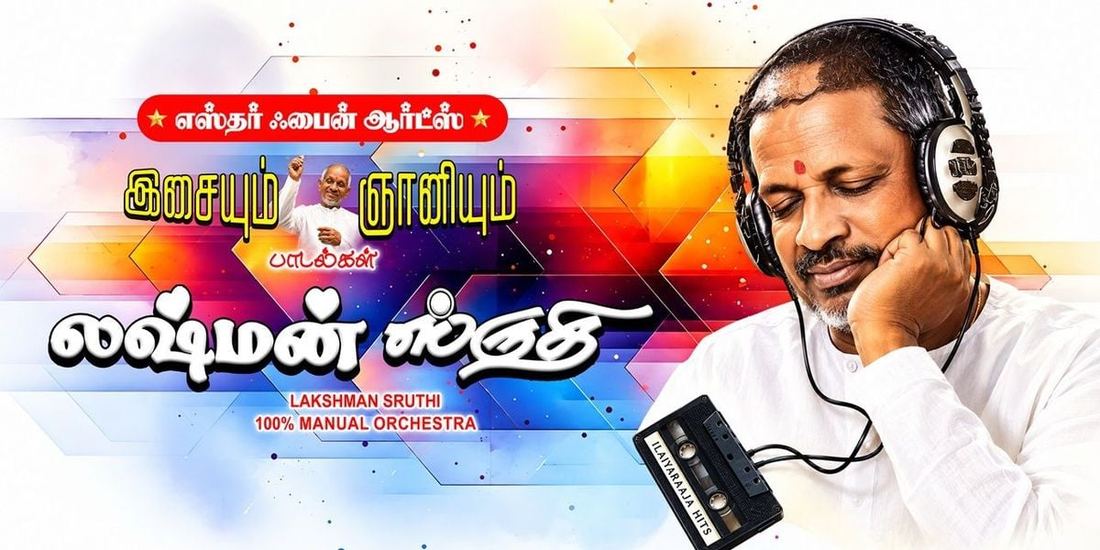 எஸ்தர் ஃபைன் ஆர்ட்ஸ்
இசையும் ஞானியும்
பாடல்கள்
லஷ்மன் ஸ்ருதி
LAKSHMAN SRUTHI
100% MANUAL ORCHESTRA
ILAIYARAAJA HITS